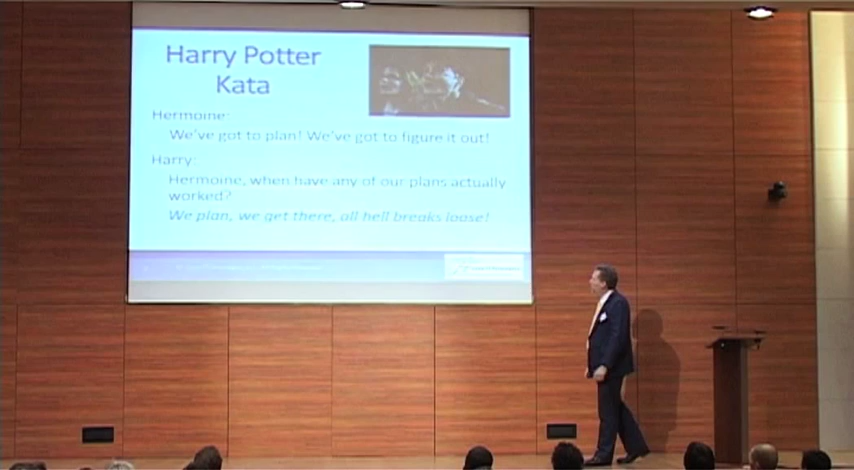 Harry Potter
Kata
Hermoine:
We've got to plan! We've got to figure it out!
Harry:
Hermoine, when have any of our plans actually
worked?
We plan, we get there, all hell breaks loose!